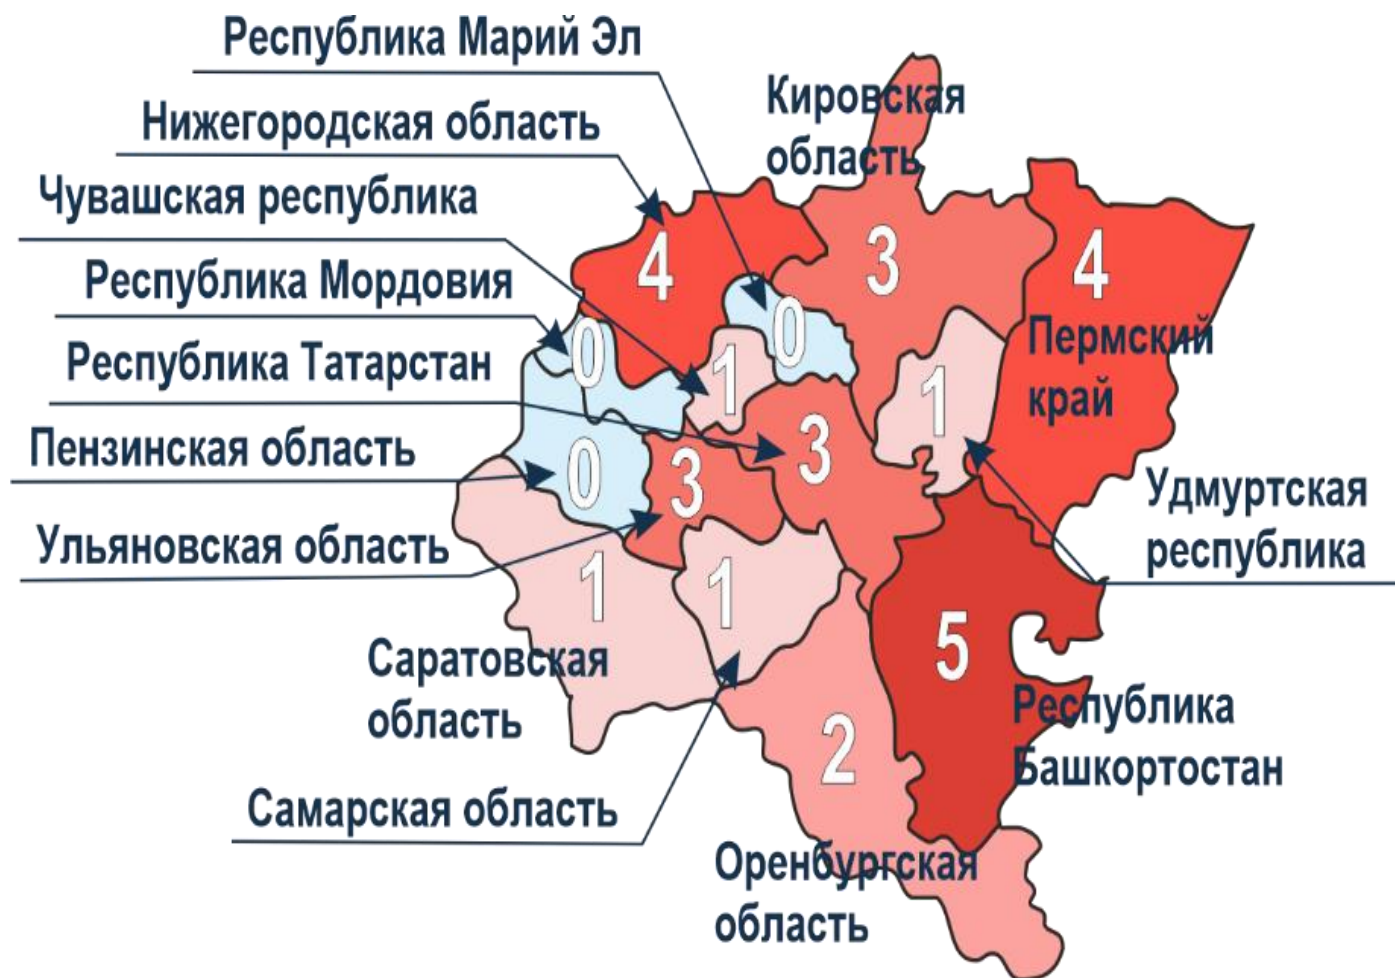 Республика Марий Эл
Кировская
область
Нижегородская область
Чувашская республика
4
3
4
Республика Мордовия
0
0
Пермский
край
Республика Татарстан
1
1
Пензинская область
0
3
3
Удмуртская
республика
Ульяновская область
1
1
5
Саратовская
область
Республика
Башкортостан
2
Самарская область
Оренбургская
область